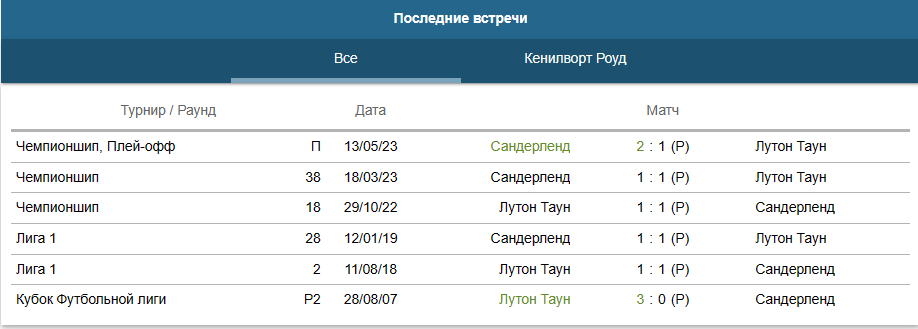 Последние встречи
Все Кенилворт Роуд
Турнир / Раунд Дата Матч
Чемпионшип, Плей-офф П 13/05/23 Сандерленд 2 : 1 (Р) Лутон Таун
Чемпионшип 38 18/03/23 Сандерленд 1 : 1 (Р) Лутон Таун
Чемпионшип 18 29/10/22 Лутон Таун 1 : 1 (Р) Сандерленд
Лига 1 28 12/01/19 Сандерленд 1 : 1 (Р) Лутон Таун
Лига 1 2 11/08/18 Лутон Таун 1 : 1 (Р) Сандерленд
Кубок Футбольной лиги Р2 28/08/07 Лутон Таун 3 : 0 (Р) Сандерленд